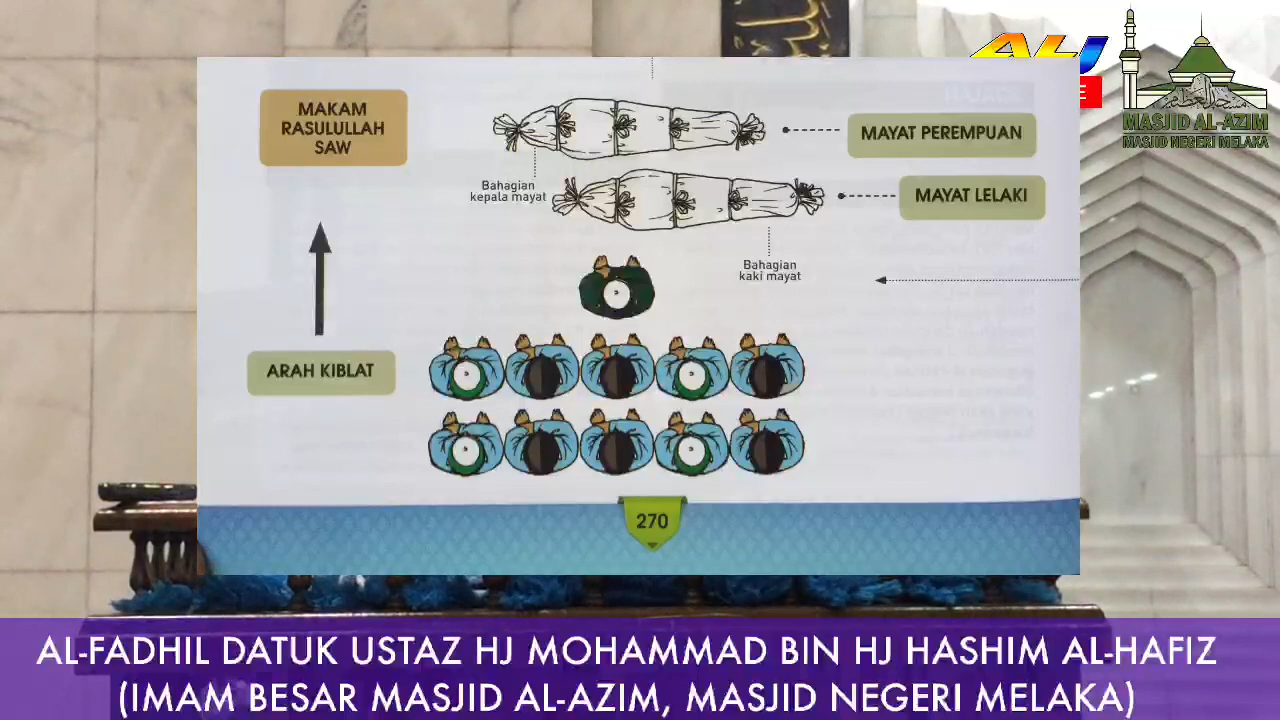 MAKAM
RASULULLAH
SAW
MAYAT PEREMPUAN
Bahagian
kepala mayat
MAYAT LELAKI
Bahagian
kaki mayat
ARAH KIBLAT
270
MASJID AL-AZIM
MASJID NEGERI MELAKA
AL-FADHIL DATUK USTAZ HJ MOHAMMAD BIN HJ HASHIM AL-HAFIZ
(IMAM BESAR MASJID AL-AZIM, MASJID NEGERI MELAKA)